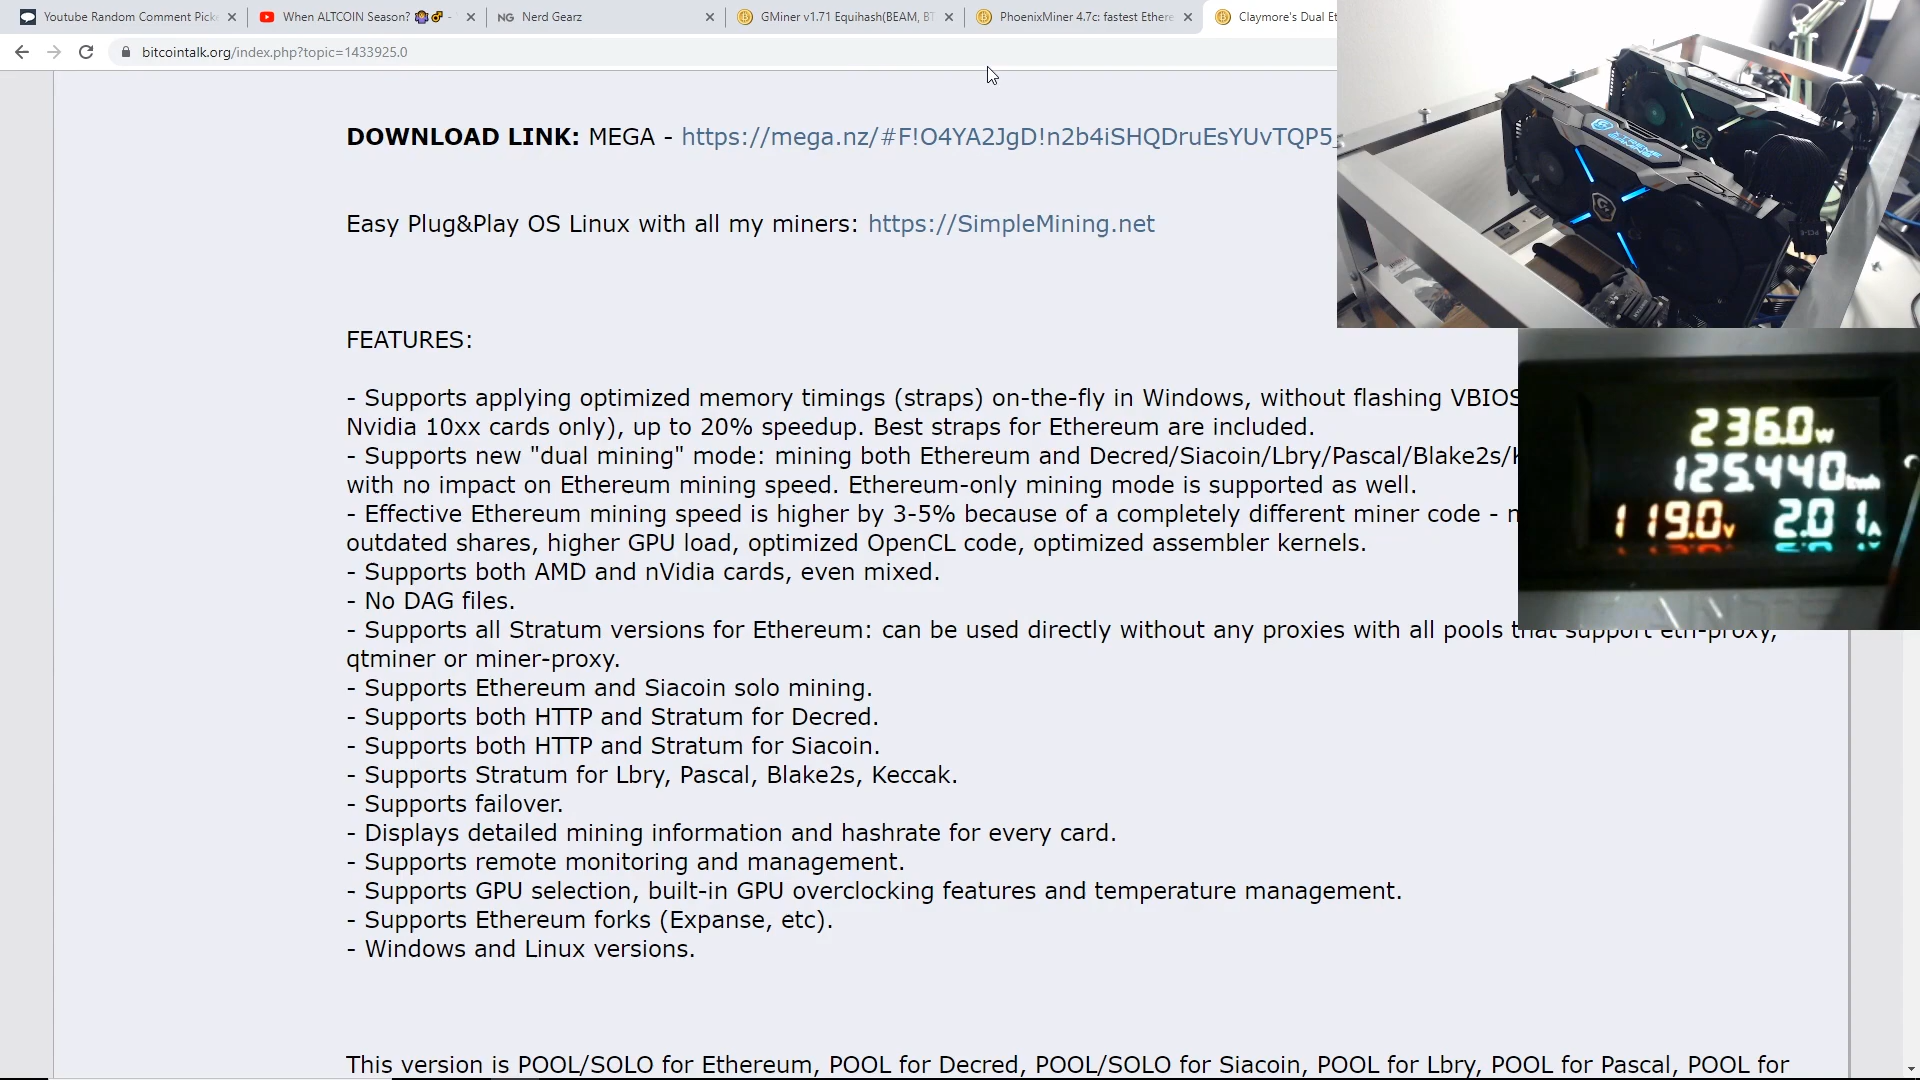 Youtube Random Comment Picke
When ALTCOIN Season?
NG Nerd Gearz
GMiner v1.71 Equihash(BEAM, BT
PhoenixMiner 4.7c: fastest Ethere
Claymore's Dual Et
bitcointalk.org/index.php?topic=1433925.0
DOWNLOAD LINK: MEGA - https://mega.nz/#F!O4YA2JgD!n2b4iSHQDruEsYUvTQP5_
Easy Plug&Play OS Linux with all my miners: https://SimpleMining.net
FEATURES:
- Supports applying optimized memory timings (straps) on-the-fly in Windows, without flashing VBIOS
Nvidia 10xx cards only), up to 20% speedup. Best straps for Ethereum are included.
- Supports new "dual mining" mode: mining both Ethereum and Decred/Siacoin/Lbry/Pascal/Blake2s/K
with no impact on Ethereum mining speed. Ethereum-only mining mode is supported as well.
- Effective Ethereum mining speed is higher by 3-5% because of a completely different miner code -
outdated shares, higher GPU load, optimized OpenCL code, optimized assembler kernels.
- Supports both AMD and nVidia cards, even mixed.
- No DAG files.
- Supports all Stratum versions for Ethereum: can be used directly without any proxies with all pools that support eth-proxy,
qtminer or miner-proxy.
- Supports Ethereum and Siacoin solo mining.
- Supports both HTTP and Stratum for Decred.
- Supports both HTTP and Stratum for Siacoin.
- Supports Stratum for Lbry, Pascal, Blake2s, Keccak.
- Supports failover.
- Displays detailed mining information and hashrate for every card.
- Supports remote monitoring and management.
- Supports GPU selection, built-in GPU overclocking features and temperature management.
- Supports Ethereum forks (Expanse, etc).
- Windows and Linux versions.
This version is POOL/SOLO for Ethereum, POOL for Decred, POOL/SOLO for Siacoin, POOL for Lbry, POOL for Pascal, POOL for
XTREME
GAMING
236.0w
125.440kwh
119.0v 2.01A